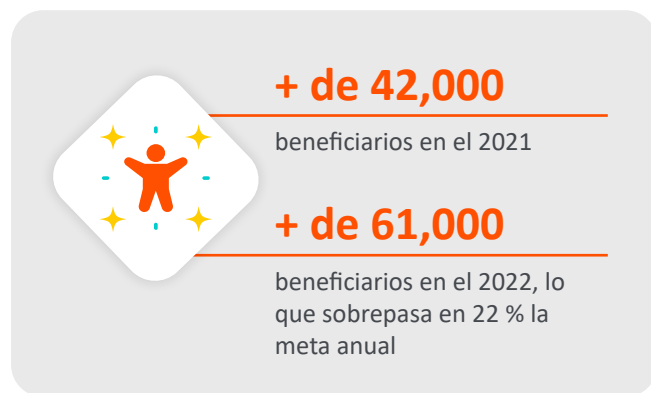 + de 42,000
beneficiarios en el 2021
+ de 61,000
beneficiarios en el 2022, lo
que sobrepasa en 22 % la
meta anual